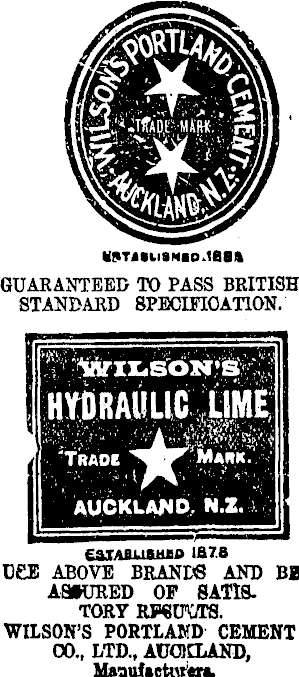 WILSON'S PORTLAND CEMENT
TRADE MARK
AUCKLAND, N.Z.
ESTABLISHED
GUARANTEED TO PASS BRITISH
STANDARD SPECIFICATION.
WILSON'S
HYDRAULIC LIME
TRADE MARK.
AUCKLAND, N.Z.
ESTABLISHED 1878
USE ABOVE BRANDS AND BE
ASSURED OF SATIS-
TORY RESULTS.
WILSON'S PORTLAND CEMENT
CO., LTD., AUCKLAND,
Manufacturers.